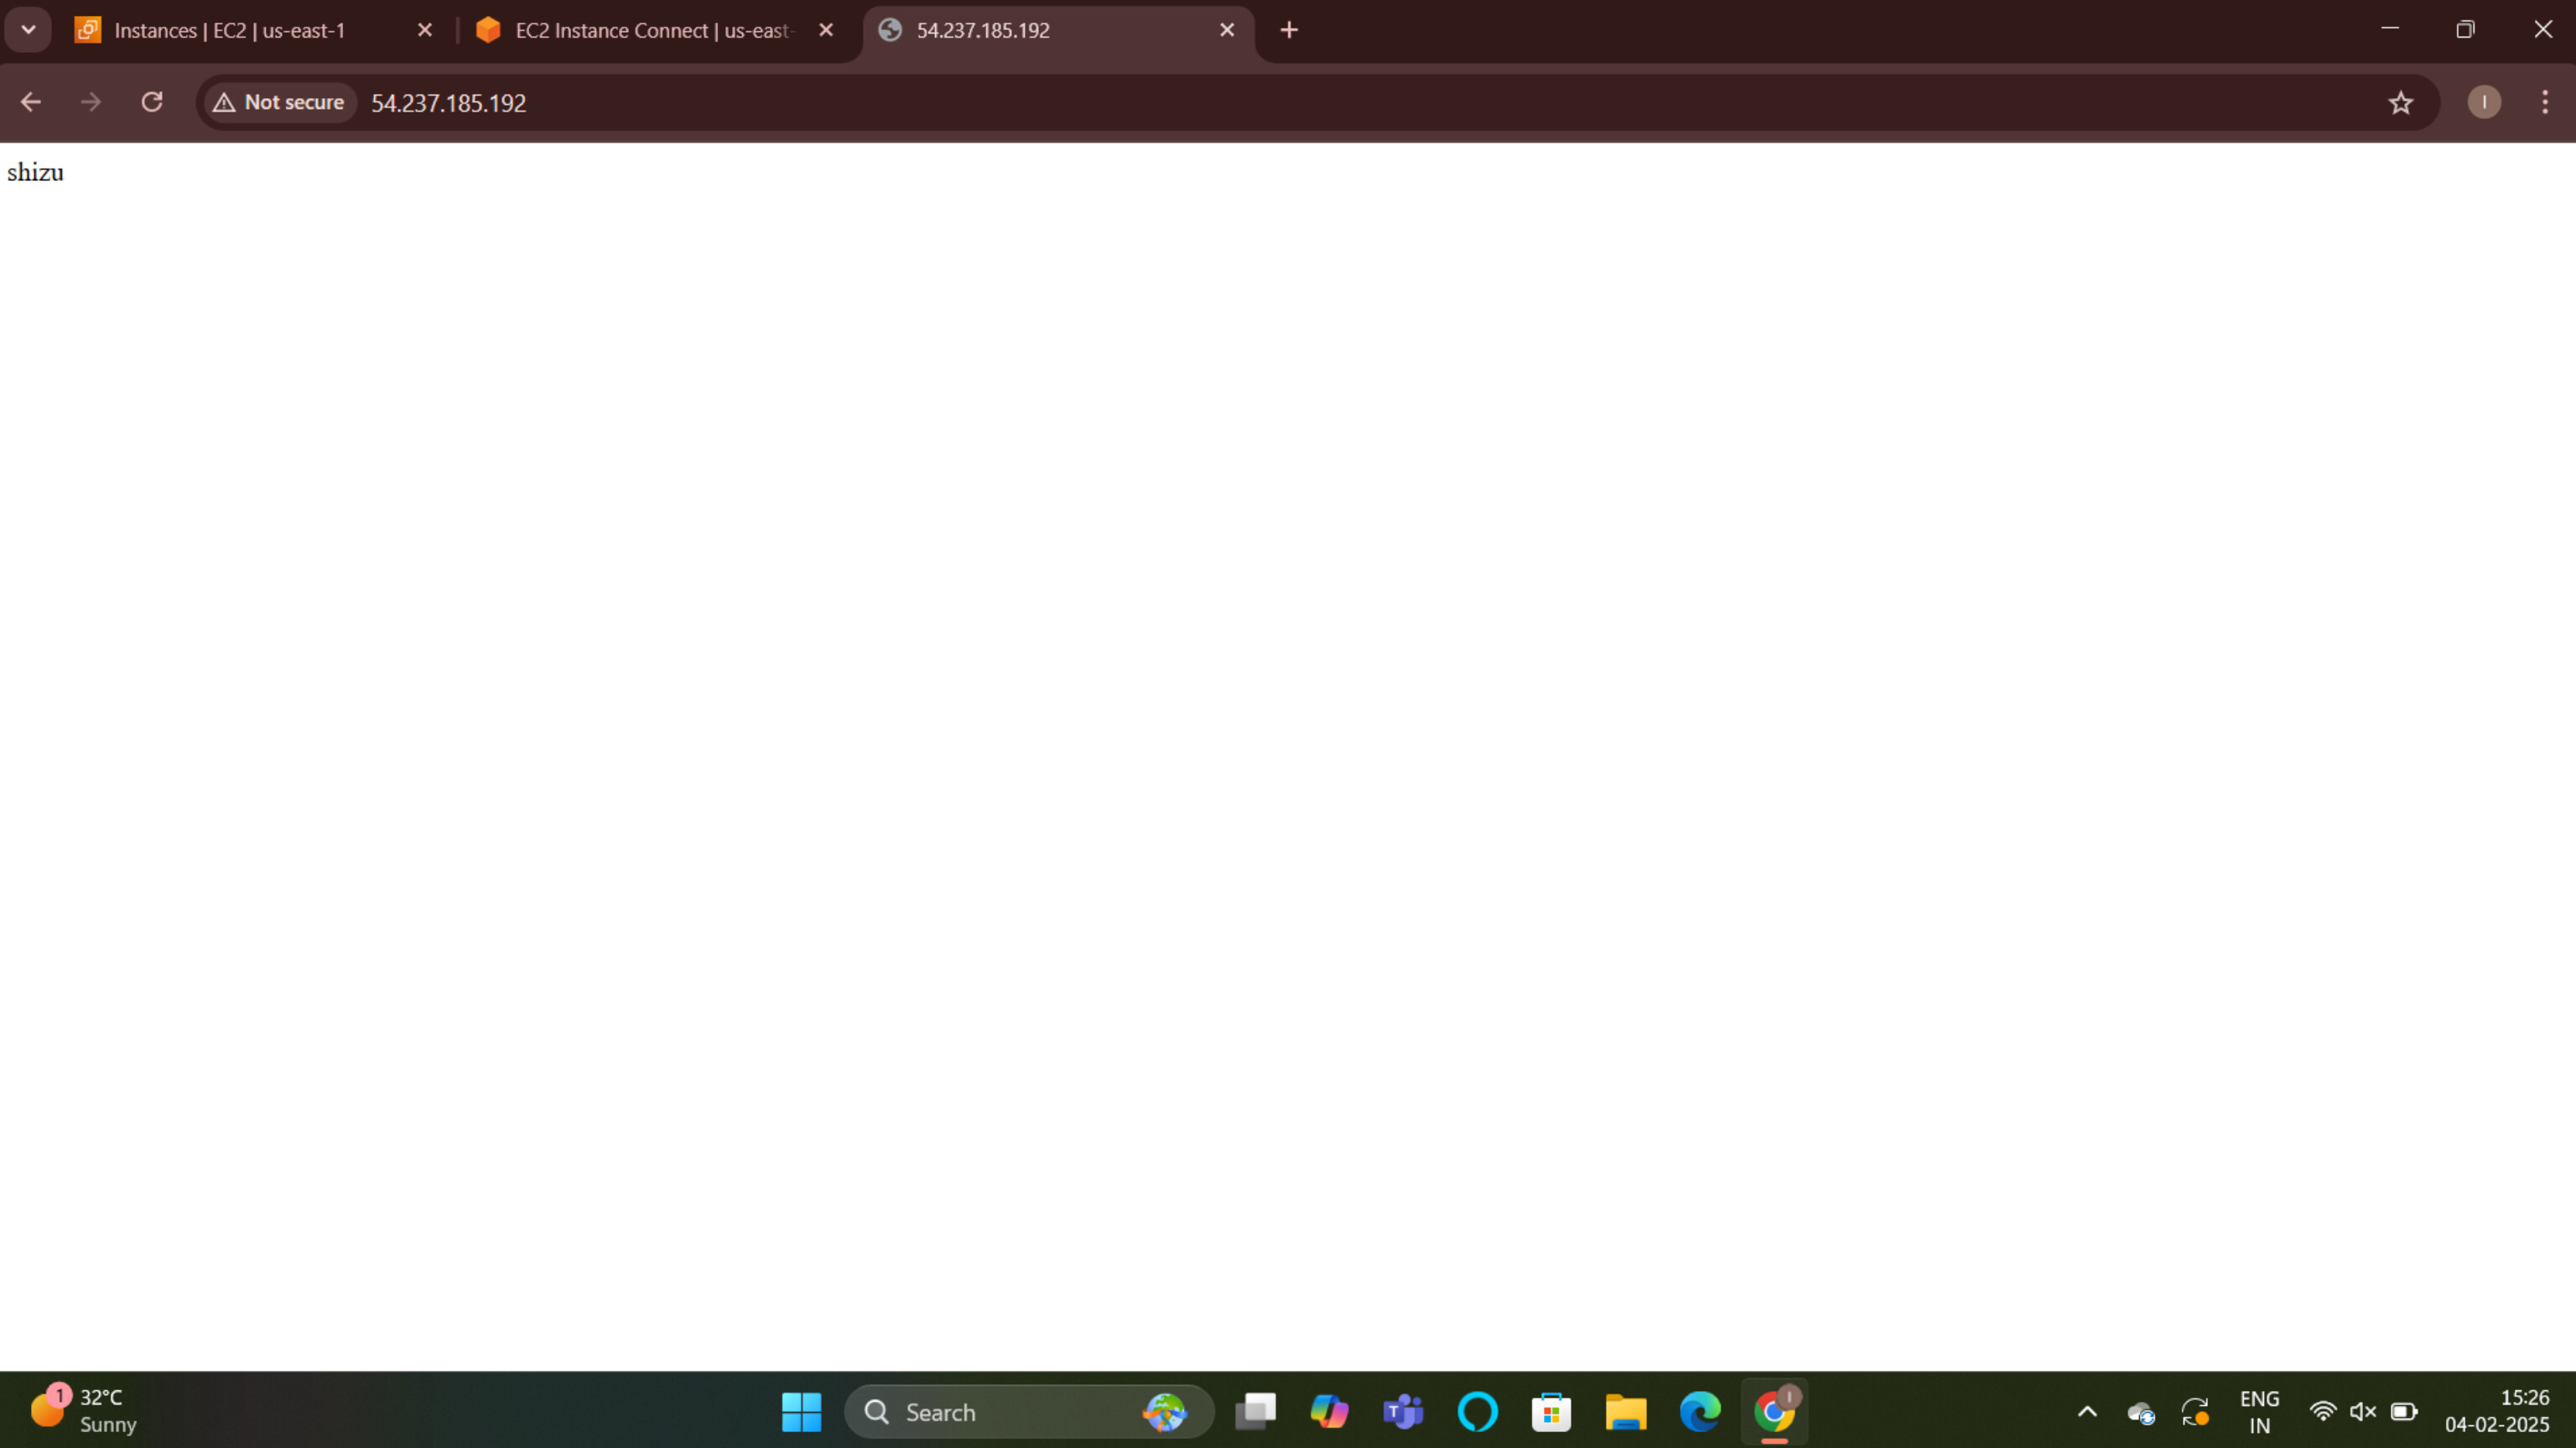 Instances | EC2 | us-east-1
EC2 Instance Connect | us-east-
54.237.185.192
Not secure
54.237.185.192
I
shizu
1
32°C
Sunny
Search
T
I
ENG
IN
15:26
04-02-2025